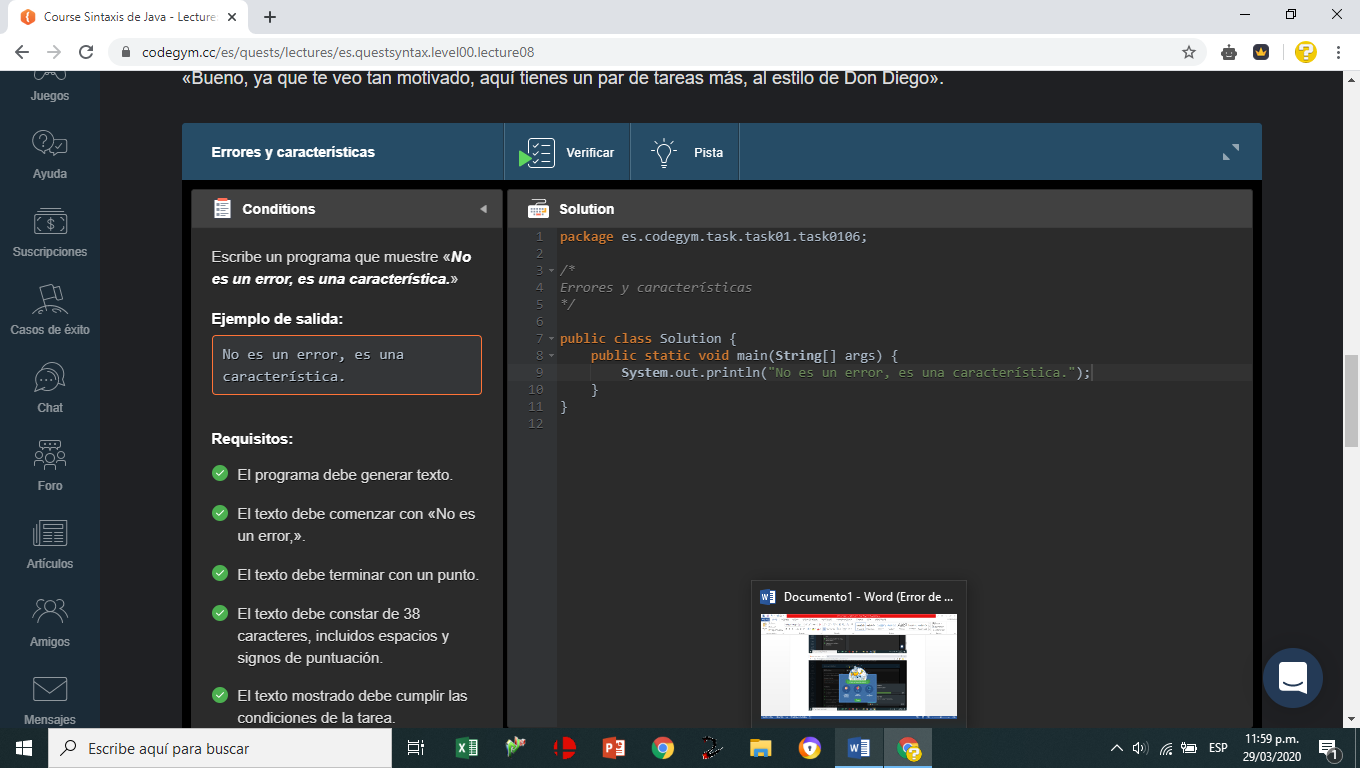 Course Sintaxis de Java - Lecture
codegym.cc/es/quests/lectures/es.questsyntax.level00.lecture08
«Bueno, ya que te veo tan motivado, aquí tienes un par de tareas más, al estilo de Don Diego».
Juegos
Ayuda
Suscripciones
Casos de éxito
Chat
Foro
Artículos
Amigos
Mensajes
Errores y características
Verificar
Pista
Conditions
Escribe un programa que muestre «No
es un error, es una característica.»
Ejemplo de salida:
No es un error, es una
característica.
Requisitos:
El programa debe generar texto.
El texto debe comenzar con «No es
un error,».
El texto debe terminar con un punto.
El texto debe constar de 38
caracteres, incluidos espacios y
signos de puntuación.
El texto mostrado debe cumplir las
condiciones de la tarea.
Solution
1 package es.codegym.task.task01.task0106;
2
3 /*
4 Errores y características
5 */
6
7 public class Solution {
8 public static void main(String[] args) {
9 System.out.println("No es un error, es una característica.");
10 }
11 }
12
Documento1 - Word (Error de ...
Escribe aquí para buscar
ESP
11:59 p.m.
29/03/2020
1